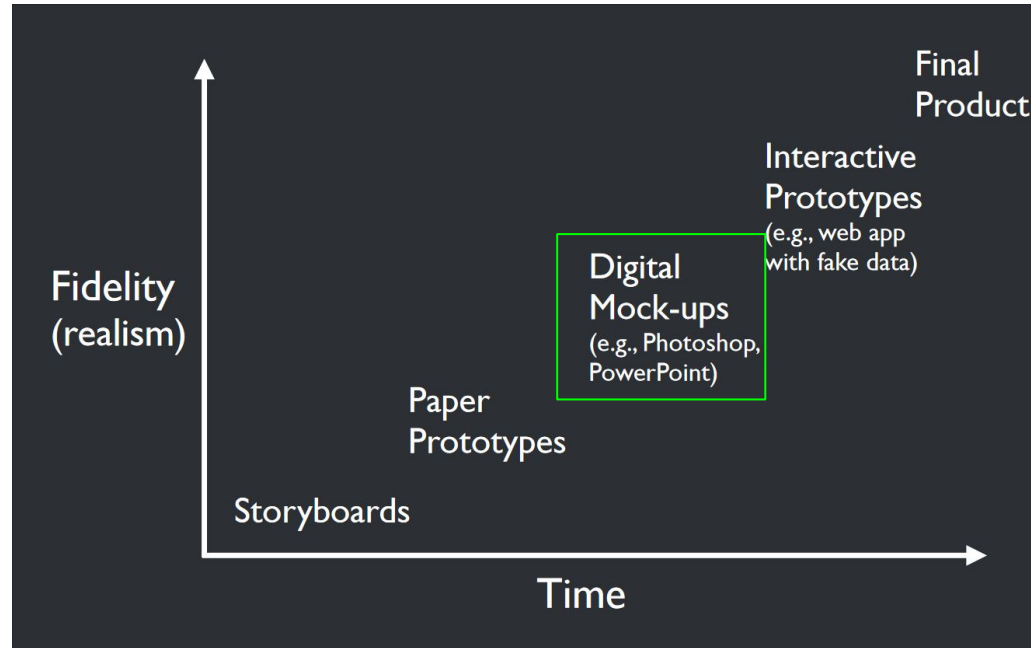 Final
Product
Interactive
Prototypes
(e.g., web app
with fake data)
Digital
Mock-ups
(e.g., Photoshop,
PowerPoint)
Fidelity
(realism)
Paper
Prototypes
Storyboards
Time